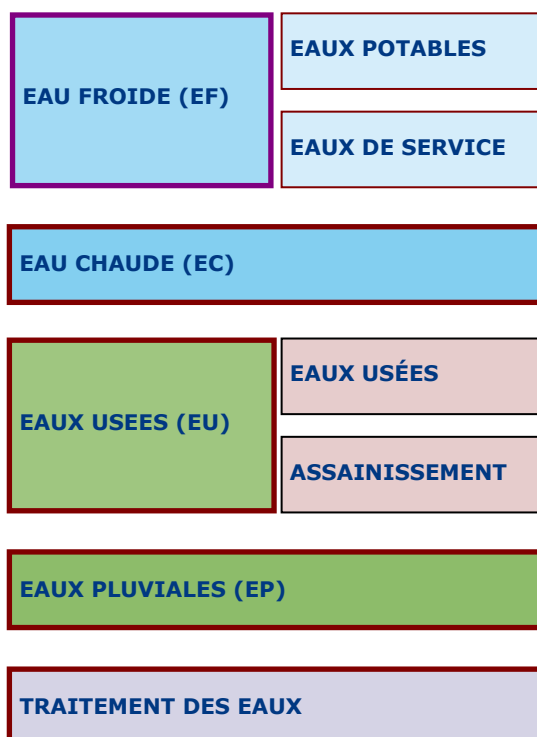 EAU FROIDE (EF)
EAUX POTABLES
EAUX DE SERVICE
EAU CHAUDE (EC)
EAUX USEES (EU)
EAUX USÉES
ASSAINISSEMENT
EAUX PLUVIALES (EP)
TRAITEMENT DES EAUX